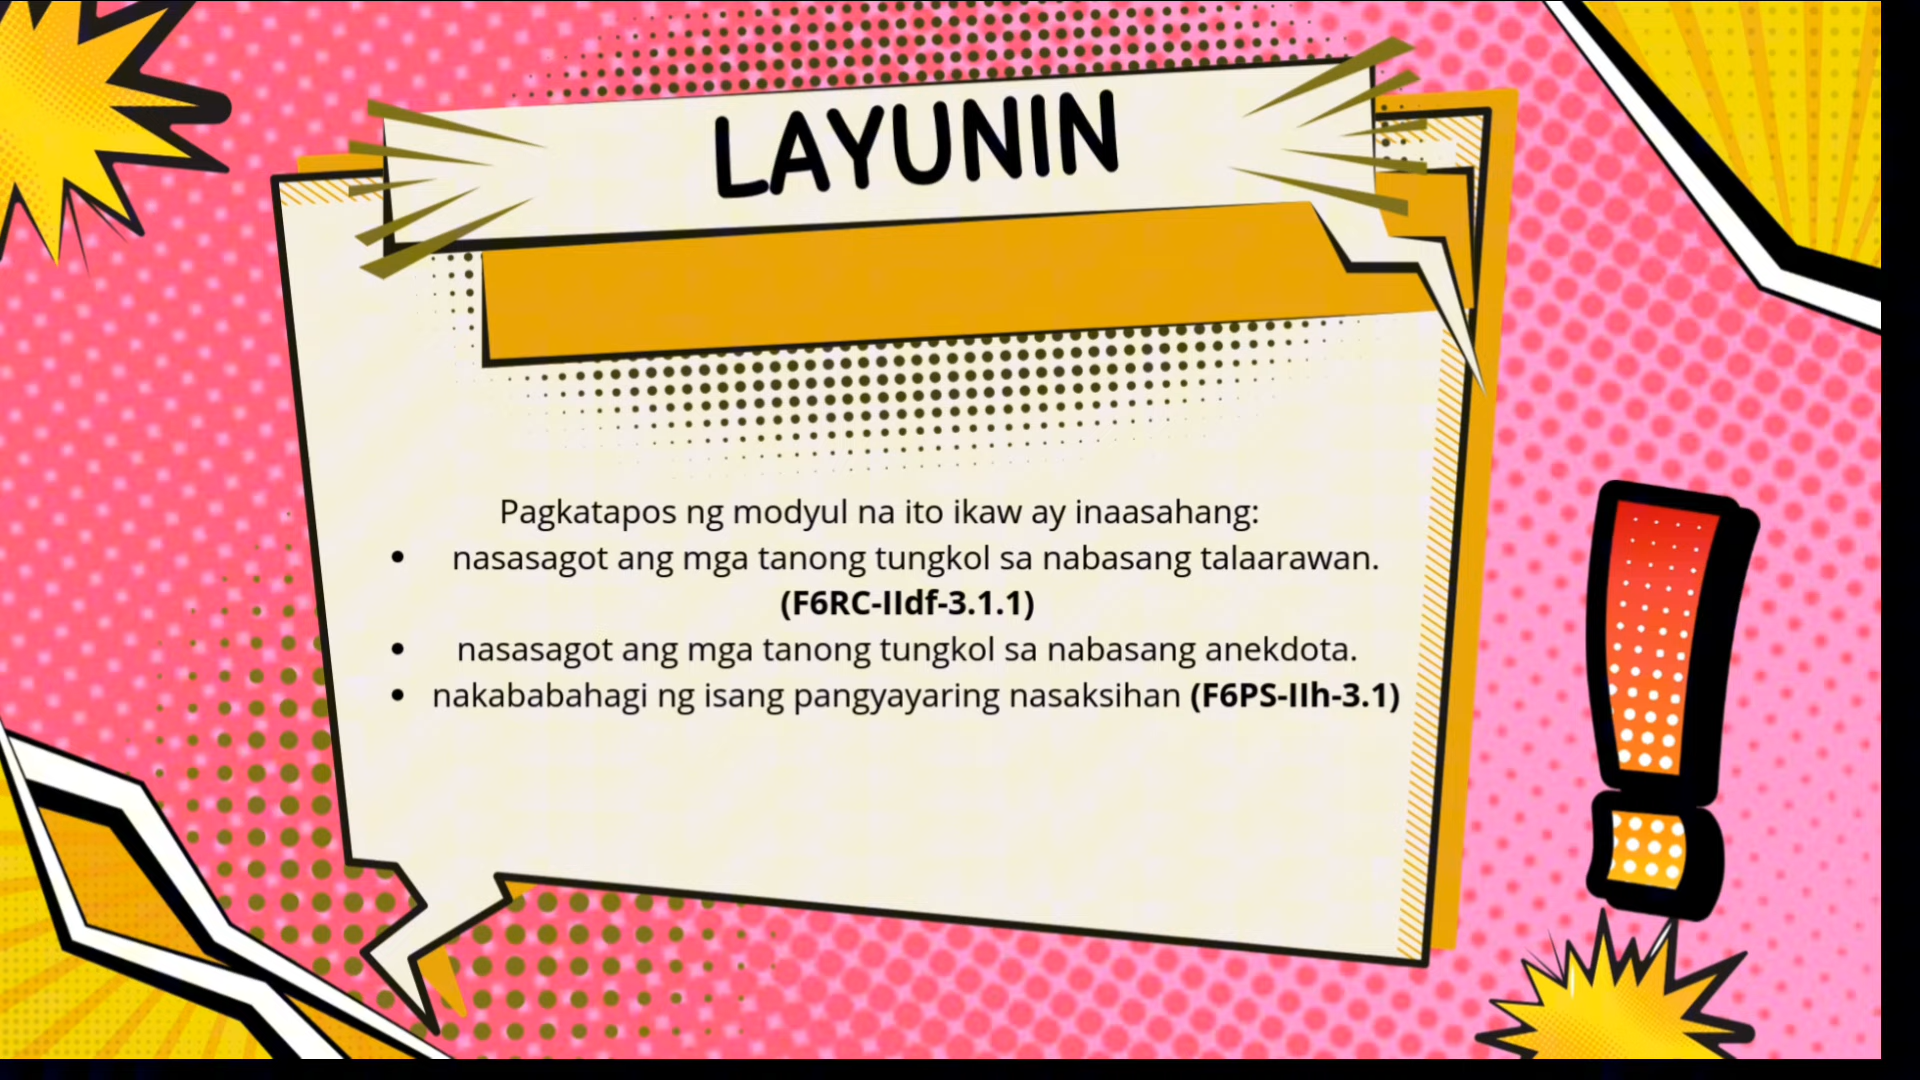 LAYUNIN
Pagkatapos ng modyul na ito ikaw ay inaasahang:
• nasasagot ang mga tanong tungkol sa nabasang talaarawan.
(F6RC-IIdf-3.1.1)
• nasasagot ang mga tanong tungkol sa nabasang anekdota.
• nakababahagi ng isang pangyayaring nasaksihan (F6PS-IIh-3.1)